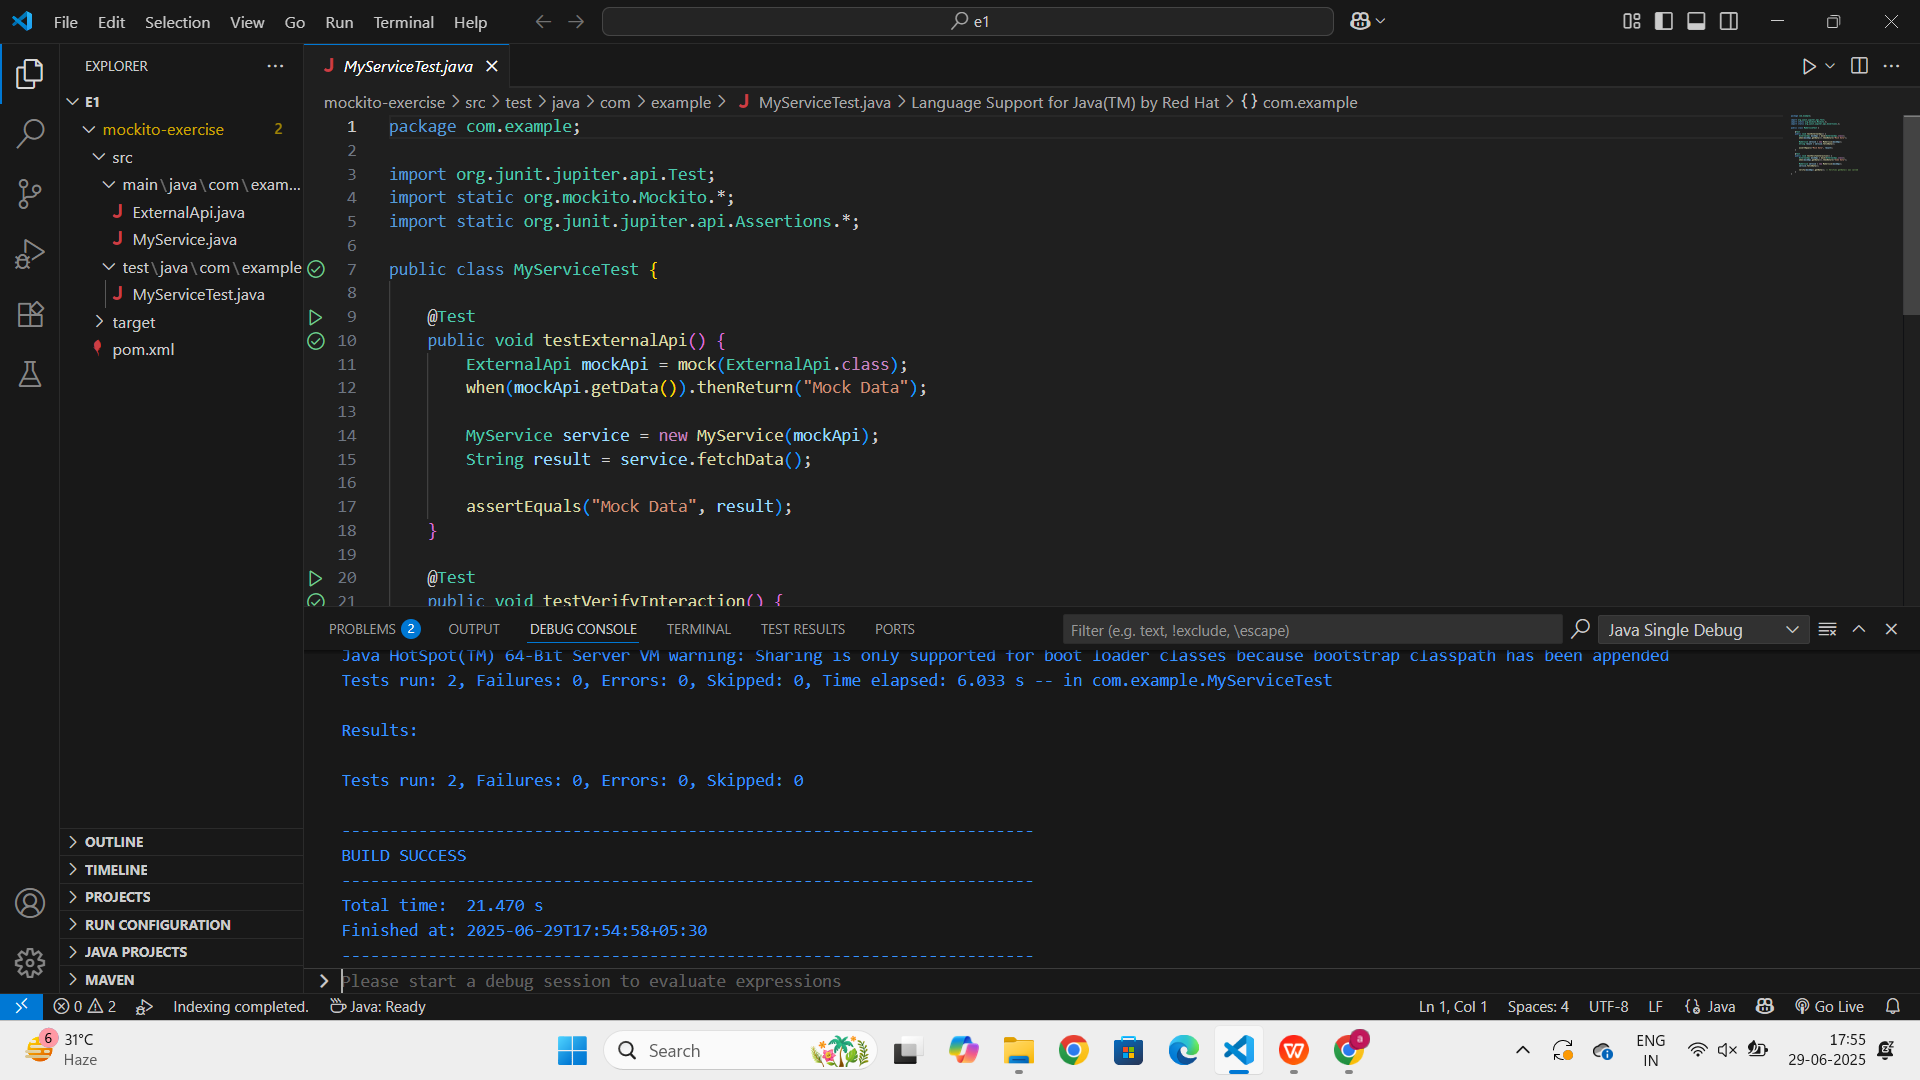 File Edit Selection View Go Run Terminal Help
e1
EXPLORER
E1
mockito-exercise 2
src
main\java\com\exam...
ExternalApi.java
MyService.java
test\java\com\example
MyServiceTest.java
target
pom.xml
OUTLINE
TIMELINE
PROJECTS
RUN CONFIGURATION
JAVA PROJECTS
MAVEN
MyServiceTest.java
mockito-exercise > src > test > java > com > example > MyServiceTest.java > Language Support for Java(TM) by Red Hat > {} com.example
1 package com.example;
2
3 import org.junit.jupiter.api.Test;
4 import static org.mockito.Mockito.*;
5 import static org.junit.jupiter.api.Assertions.*;
6
7 public class MyServiceTest {
8
9 @Test
10 public void testExternalApi() {
11 ExternalApi mockApi = mock(ExternalApi.class);
12 when(mockApi.getData()).thenReturn("Mock Data");
13
14 MyService service = new MyService(mockApi);
15 String result = service.fetchData();
16
17 assertEquals("Mock Data", result);
18 }
19
20 @Test
21 public void testVerifyInteraction() {
PROBLEMS 2 OUTPUT DEBUG CONSOLE TERMINAL TEST RESULTS PORTS
Filter (e.g. text, !exclude, \escape)
Java Single Debug
Java HotSpot(TM) 64-Bit Server VM warning: Sharing is only supported for boot loader classes because bootstrap classpath has been appended
Tests run: 2, Failures: 0, Errors: 0, Skipped: 0, Time elapsed: 6.033 s -- in com.example.MyServiceTest
Results:
Tests run: 2, Failures: 0, Errors: 0, Skipped: 0
------------------------------------------------------------------------
BUILD SUCCESS
------------------------------------------------------------------------
Total time:  21.470 s
Finished at: 2025-06-29T17:54:58+05:30
------------------------------------------------------------------------
> Please start a debug session to evaluate expressions
0 2 Indexing completed. Java: Ready
Ln 1, Col 1 Spaces: 4 UTF-8 LF {} Java Go Live
6
31°C
Haze
Search
a
ENG
IN
17:55
29-06-2025